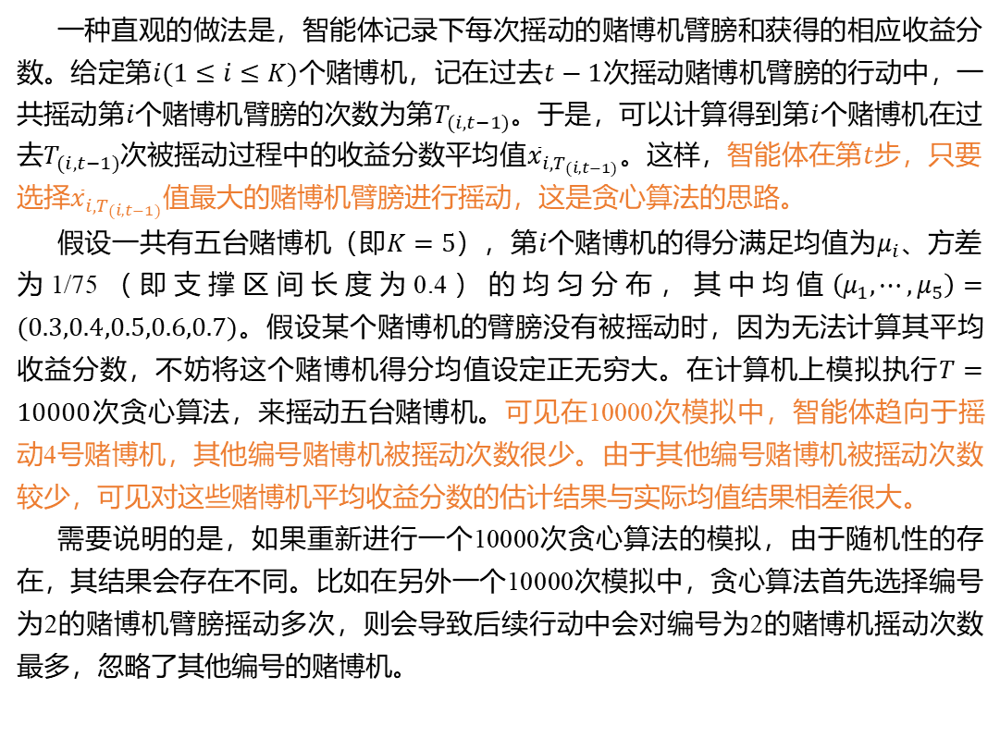 一种直观的做法是，智能体记录下每次摇动的赌博机臂膀和获得的相应收益分
数。给定第i(1 ≤ i ≤ K)个赌博机，记在过去t − 1次摇动赌博机臂膀的行动中，一
共摇动第i个赌博机臂膀的次数为第T(i,t−1)。于是，可以计算得到第i个赌博机在过
去T(i,t−1)次被摇动过程中的收益分数平均值x̄i,T(i,t−1)。这样，智能体在第t步，只要
选择x̄i,T(i,t−1)值最大的赌博机臂膀进行摇动，这是贪心算法的思路。
假设一共有五台赌博机（即K = 5），第i个赌博机的得分满足均值为μi、方差
为 1/75 （即支撑区间长度为0.4）的均匀分布，其中均值 (μ1,⋯,μ5) =
(0.3,0.4,0.5,0.6,0.7)。假设某个赌博机的臂膀没有被摇动时，因为无法计算其平均
收益分数，不妨将这个赌博机得分均值设定正无穷大。在计算机上模拟执行T =
10000次贪心算法，来摇动五台赌博机。可见在10000次模拟中，智能体趋向于摇
动4号赌博机，其他编号赌博机被摇动次数很少。由于其他编号赌博机被摇动次数
较少，可见对这些赌博机平均收益分数的估计结果与实际均值结果相差很大。
需要说明的是，如果重新进行一个10000次贪心算法的模拟，由于随机性的存
在，其结果会存在不同。比如在另外一个10000次模拟中，贪心算法首先选择编号
为2的赌博机臂膀摇动多次，则会导致后续行动中会对编号为2的赌博机摇动次数
最多，忽略了其他编号的赌博机。